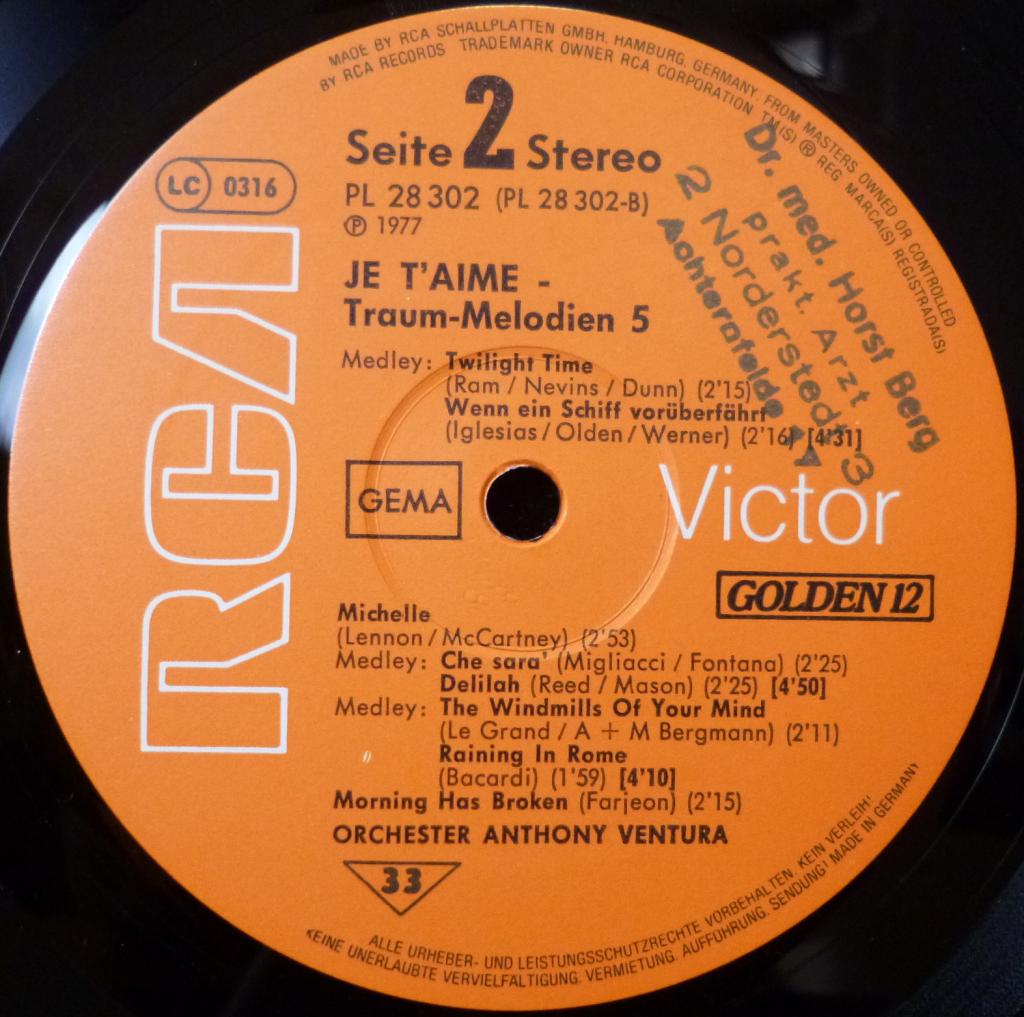 MADE BY RCA SCHALLPLATTEN GMBH, HAMBURG, GERMANY, FROM MASTERS OWNED OR CONTROLLED
BY RCA RECORDS TRADEMARK OWNER RCA CORPORATION TM(S) ® REG MARCA(S) REGISTRADA(S)
Seite 2 Stereo
LC 0316
PL 28 302 (PL 28 302-B)
℗ 1977
Dr. med. Horst Berg
prakt. Arzt
2 Norderstedt 3
RCA
JE T'AIME -
Traum-Melodien 5
Medley: Twilight Time
(Ram / Nevins / Dunn) (2'15)
Wenn ein Schiff vorüberfährt
(Iglesias / Olden / Werner) (2'16) [4'31]
GEMA
Victor
GOLDEN 12
Michelle
(Lennon / McCartney) (2'53)
Medley: Che sara' (Migliacci / Fontana) (2'25)
Delilah (Reed / Mason) (2'25) [4'50]
Medley: The Windmills Of Your Mind
(Le Grand / A + M Bergmann) (2'11)
Raining In Rome
(Bacardi) (1'59) [4'10]
Morning Has Broken (Farjeon) (2'15)
ORCHESTER ANTHONY VENTURA
33
ALLE URHEBER- UND LEISTUNGSSCHUTZRECHTE VORBEHALTEN. KEIN VERLEIH!
KEINE UNERLAUBTE VERVIELFÄLTIGUNG, VERMIETUNG, AUFFÜHRUNG, SENDUNG! MADE IN GERMANY